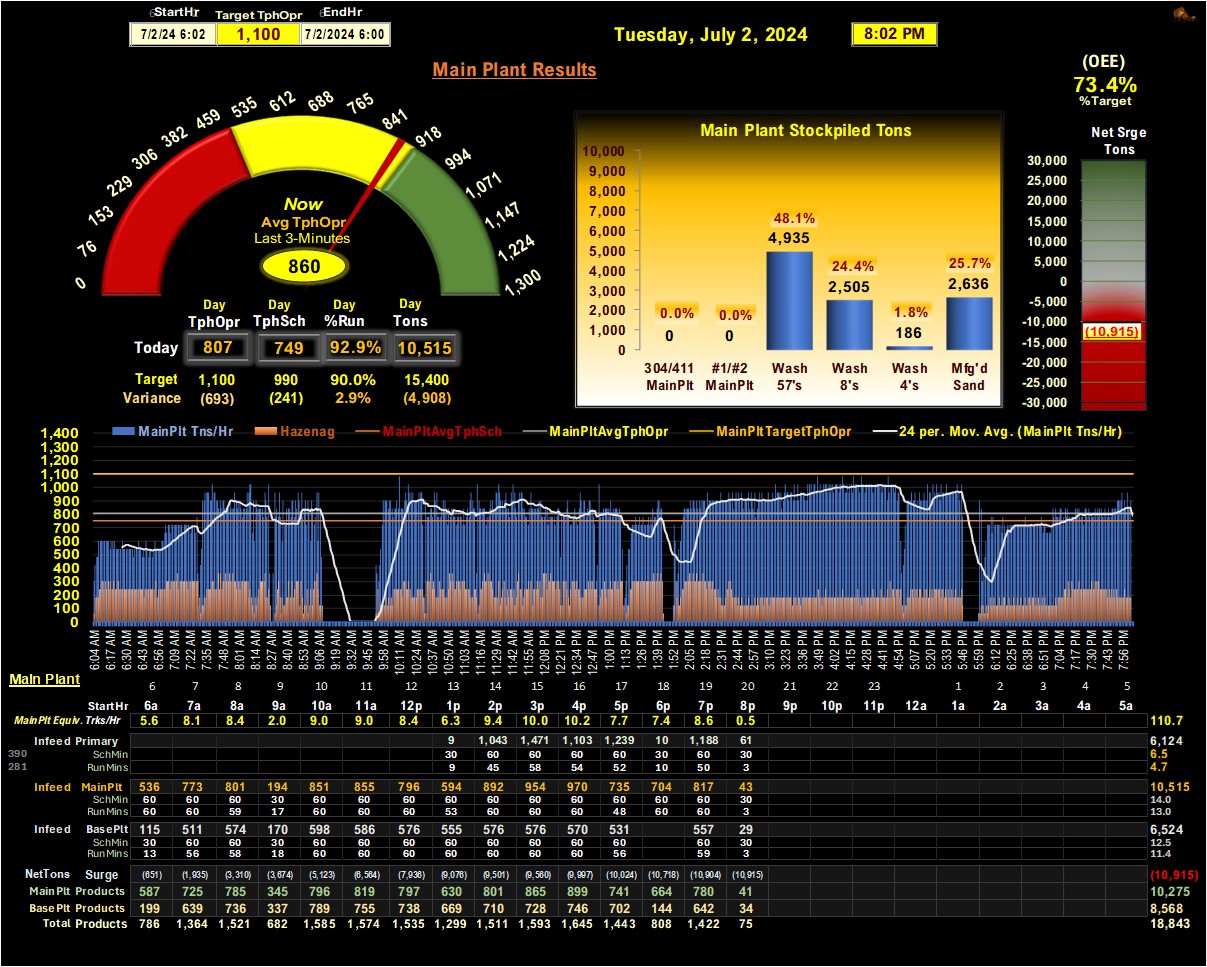 StartHr Target TphOpr EndHr
7/2/24 6:02 1,100 7/2/2024 6:00
Tuesday, July 2, 2024 8:02 PM
Main Plant Results
(OEE)
73.4%
%Target
0 76 153 229 306 382 459 535 612 688 765 841 918 994 1,071 1,147 1,224 1,300
Now
Avg TphOpr
Last 3-Minutes
860
Day Day Day Day
TphOpr TphSch %Run Tons
Today 807 749 92.9% 10,515
Target 1,100 990 90.0% 15,400
Variance (693) (241) 2.9% (4,908)
Main Plant Stockpiled Tons
10,000
9,000
8,000
7,000
6,000
5,000
4,000
3,000
2,000
1,000
0
0.0% 0.0% 48.1% 24.4% 1.8% 25.7%
0 0 4,935 2,505 186 2,636
304/411 #1/#2 Wash Wash Wash Mfg'd
MainPlt MainPlt 57's 8's 4's Sand
Net Srge
Tons
30,000
25,000
20,000
15,000
10,000
5,000
0
-5,000
-10,000
(10,915)
-15,000
-20,000
-25,000
-30,000
MainPlt Tns/Hr Hazenag MainPltAvgTphSch MainPltAvgTphOpr MainPltTargetTphOpr 24 per. Mov. Avg. (MainPlt Tns/Hr)
1,400
1,300
1,200
1,100
1,000
900
800
700
600
500
400
300
200
100
0
6:04 AM 6:17 AM 6:30 AM 6:43 AM 6:56 AM 7:09 AM 7:22 AM 7:35 AM 7:48 AM 8:01 AM 8:14 AM 8:27 AM 8:40 AM 8:53 AM 9:06 AM 9:32 AM 9:45 AM 9:58 AM 10:11 AM 10:24 AM 10:37 AM 10:50 AM 11:03 AM 11:16 AM 11:29 AM 11:42 AM 11:55 AM 12:08 PM 12:21 PM 12:34 PM 12:47 PM 1:00 PM 1:13 PM 1:26 PM 1:39 PM 1:52 PM 2:05 PM 2:18 PM 2:31 PM 2:44 PM 2:57 PM 3:10 PM 3:23 PM 3:36 PM 3:49 PM 4:02 PM 4:15 PM 4:28 PM 4:41 PM 4:54 PM 5:07 PM 5:20 PM 5:33 PM 5:46 PM 5:59 PM 6:12 PM 6:25 PM 6:38 PM 6:51 PM 7:04 PM 7:17 PM 7:30 PM 7:43 PM 7:56 PM
Main Plant
6 7 8 9 10 11 12 13 14 15 16 17 18 19 20 21 22 23 1 2 3 4 5
StartHr 6a 7a 8a 9a 10a 11a 12p 1p 2p 3p 4p 5p 6p 7p 8p 9p 10p 11p 12a 1a 2a 3a 4a 5a
MainPlt Equiv. Trks/Hr 5.6 8.1 8.4 2.0 9.0 9.0 8.4 6.3 9.4 10.0 10.2 7.7 7.4 8.6 0.5 110.7
Infeed Primary 9 1,043 1,471 1,103 1,239 10 1,188 61 6,124
390 SchMin 30 60 60 60 60 30 60 30 6.5
281 RunMins 9 45 58 54 52 10 50 3 4.7
Infeed MainPlt 536 773 801 194 851 855 796 594 892 954 970 735 704 817 43 10,515
SchMin 60 60 60 30 60 60 60 60 60 60 60 60 60 60 30 14.0
RunMins 60 60 59 17 60 60 60 53 60 60 60 48 60 60 3 13.0
Infeed BasePlt 115 511 574 170 598 586 576 555 576 576 570 531 557 29 6,524
SchMin 30 60 60 30 60 60 60 60 60 60 60 60 60 30 12.5
RunMins 13 56 58 18 60 60 60 60 60 60 60 56 59 3 11.4
NetTons Surge (651) (1,935) (3,310) (3,674) (5,123) (6,564) (7,936) (9,076) (9,501) (9,560) (9,997) (10,024) (10,718) (10,904) (10,915) (10,915)
MainPlt Products 587 725 785 345 796 819 797 630 801 865 899 741 664 780 41 10,275
BasePlt Products 199 639 736 337 789 755 738 669 710 728 746 702 144 642 34 8,568
Total Products 786 1,364 1,521 682 1,585 1,574 1,535 1,299 1,511 1,593 1,645 1,443 808 1,422 75 18,843